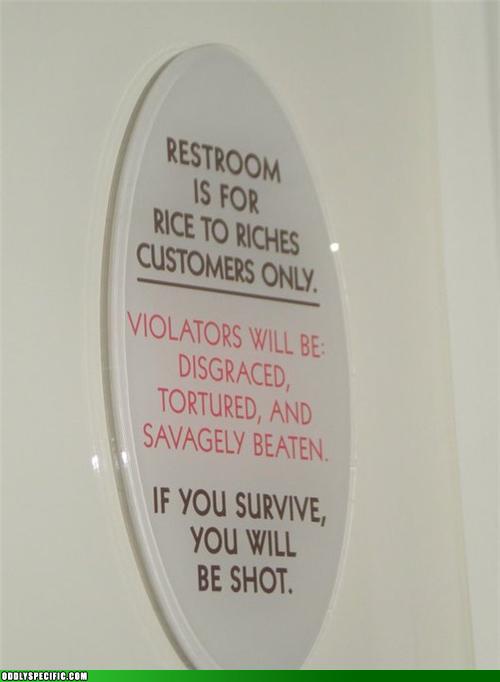 RESTROOM
IS FOR
RICE TO RICHES
CUSTOMERS ONLY.
VIOLATORS WILL BE:
DISGRACED,
TORTURED, AND
SAVAGELY BEATEN.
IF YOU SURVIVE,
YOU WILL
BE SHOT.
ODDLYSPECIFIC.COM